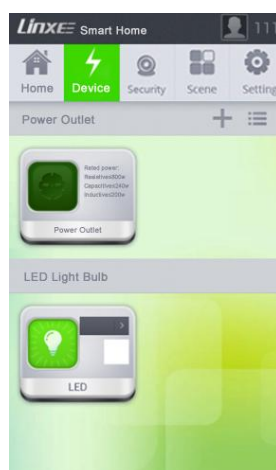 Linxe Smart Home
111
Home Device Security Scene Setting
Power Outlet
Rated power:
Resistive≤800w
Capacitive≤240w
Inductive≤200w
Power Outlet
LED Light Bulb
LED